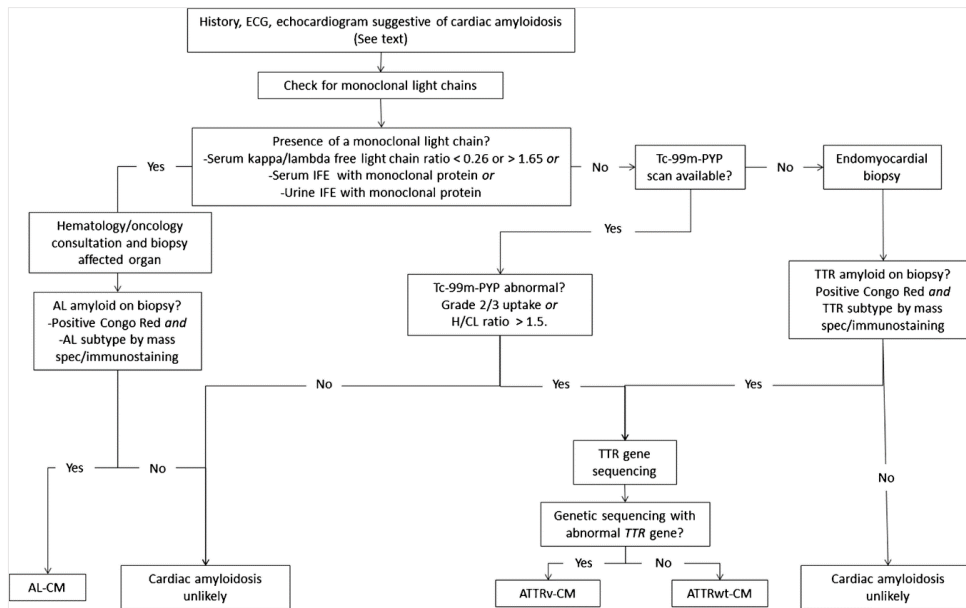 History, ECG, echocardiogram suggestive of cardiac amyloidosis
(See text)
Check for monoclonal light chains
Presence of a monoclonal light chain?
-Serum kappa/lambda free light chain ratio < 0.26 or > 1.65 or
-Serum IFE with monoclonal protein or
-Urine IFE with monoclonal protein
Yes
No
Tc-99m-PYP
scan available?
No
Endomyocardial
biopsy
Hematology/oncology
consultation and biopsy
affected organ
Yes
AL amyloid on biopsy?
-Positive Congo Red and
-AL subtype by mass
spec/immunostaining
Tc-99m-PYP abnormal?
Grade 2/3 uptake or
H/CL ratio > 1.5.
TTR amyloid on biopsy?
Positive Congo Red and
TTR subtype by mass
spec/immunostaining
No
Yes
Yes
Yes
No
TTR gene
sequencing
No
Genetic sequencing with
abnormal TTR gene?
Yes
No
AL-CM
Cardiac amyloidosis
unlikely
ATTRv-CM
ATTRwt-CM
Cardiac amyloidosis
unlikely